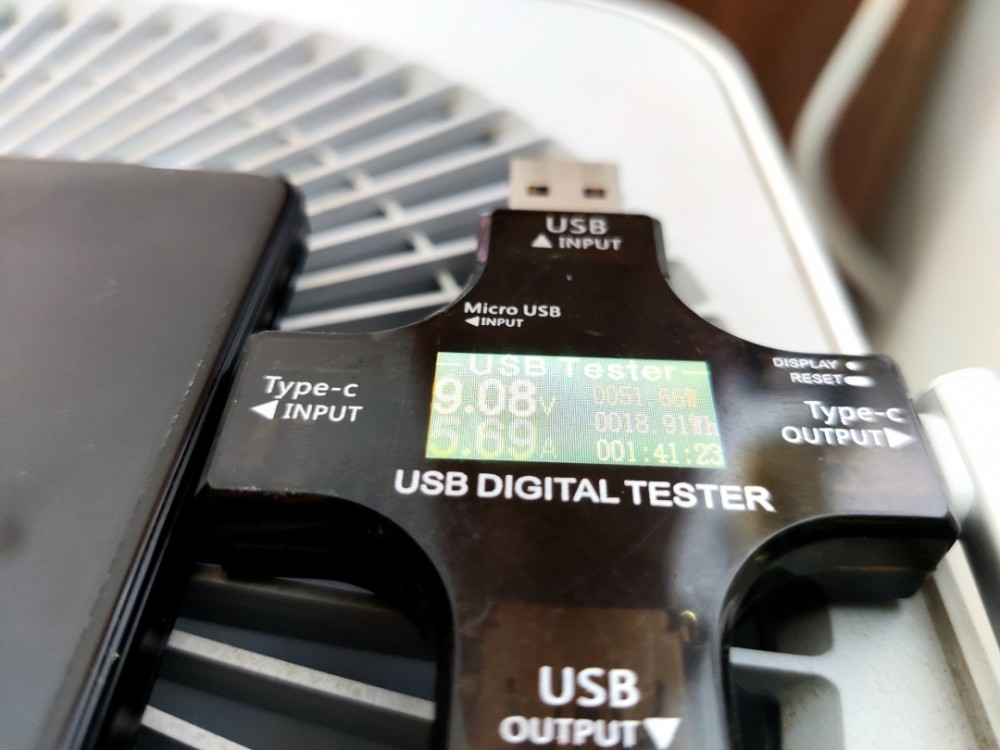 USB
▲ INPUT
Micro USB
◀INPUT
DISPLAY
RESET
USB Tester
9.08V
5.69A
0051.66W
0018.91Wh
001:41:23
Type-c
◀ INPUT
Type-c
OUTPUT▶
USB DIGITAL TESTER
USB
OUTPUT▼